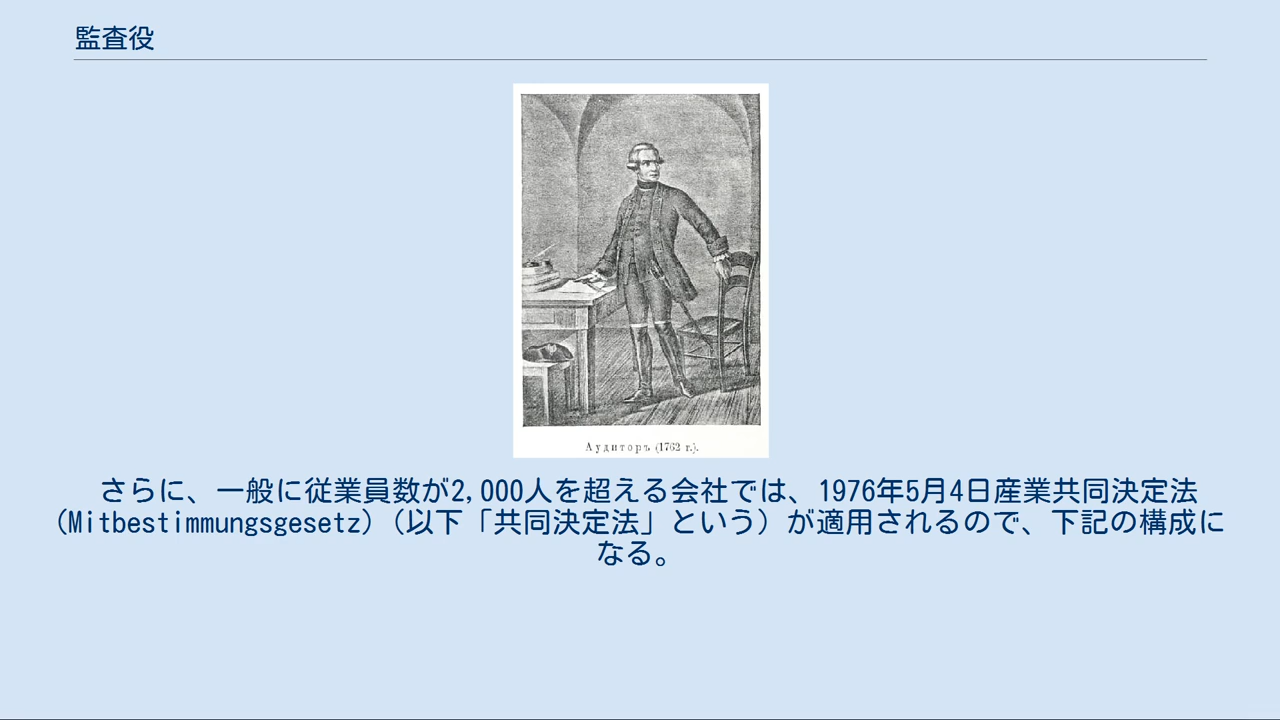 監査役
Аудиторъ (1762 г.).
さらに、一般に従業員数が2,000人を超える会社では、1976年5月4日産業共同決定法
(Mitbestimmungsgesetz)(以下「共同決定法」という）が適用されるので、下記の構成に
なる。